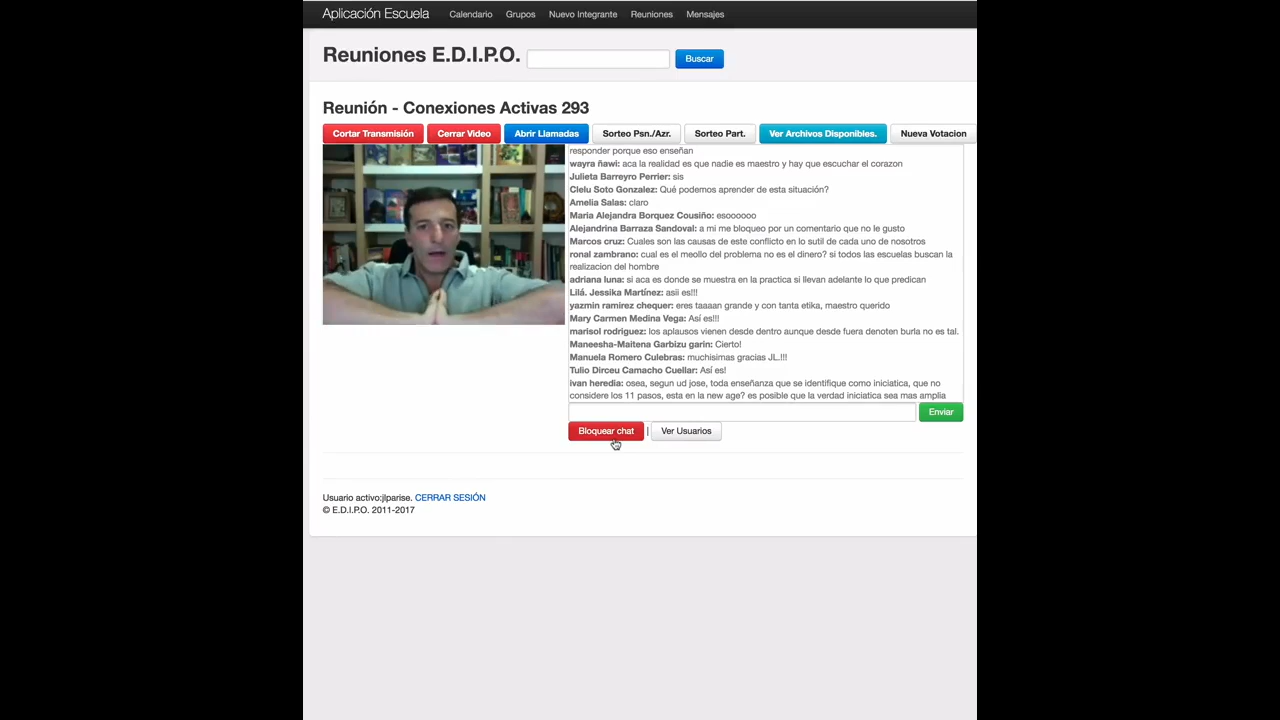 Aplicación Escuela Calendario Grupos Nuevo Integrante Reuniones Mensajes
Reuniones E.D.I.P.O. Buscar
Reunión - Conexiones Activas 293
Cortar Transmisión Cerrar Video Abrir Llamadas Sorteo Psn./Azr. Sorteo Part. Ver Archivos Disponibles. Nueva Votacion
responder porque eso enseñan
wayra ñawi: aca la realidad es que nadie es maestro y hay que escuchar el corazon
Julieta Barreyro Perrier: sis
Clelu Soto Gonzalez: Qué podemos aprender de esta situación?
Amelia Salas: claro
Maria Alejandra Borquez Cousiño: esoooooo
Alejandrina Barraza Sandoval: a mi me bloqueo por un comentario que no le gusto
Marcos cruz: Cuales son las causas de este conflicto en lo sutil de cada uno de nosotros
ronal zambrano: cual es el meollo del problema no es el dinero? si todos las escuelas buscan la
realizacion del hombre
adriana luna: si aca es donde se muestra en la practica si llevan adelante lo que predican
Lilá. Jessika Martínez: asii es!!!
yazmin ramirez chequer: eres taaaan grande y con tanta etika, maestro querido
Mary Carmen Medina Vega: Así es!!!
marisol rodriguez: los aplausos vienen desde dentro aunque desde fuera denoten burla no es tal.
Maneesha-Maitena Garbizu garin: Cierto!
Manuela Romero Culebras: muchisimas gracias JL.!!!
Tulio Dirceu Camacho Cuellar: Así es!
ivan heredia: osea, segun ud jose, toda enseñanza que se identifique como iniciatica, que no
considere los 11 pasos, esta en la new age? es posible que la verdad iniciatica sea mas amplia
Enviar
Bloquear chat | Ver Usuarios
Usuario activo:jlparise. CERRAR SESIÓN
© E.D.I.P.O. 2011-2017